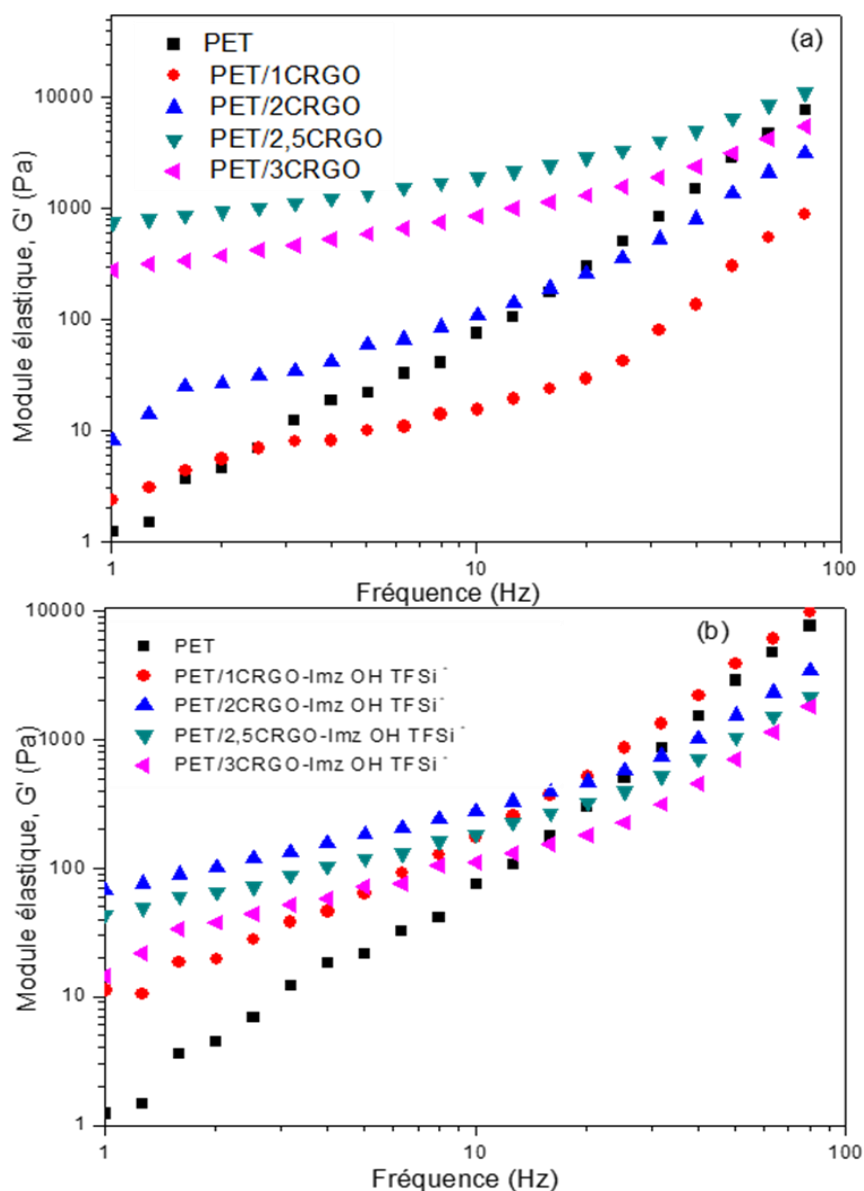 (a)
PET
PET/1CRGO
PET/2CRGO
PET/2,5CRGO
PET/3CRGO
10000
1000
100
10
1
Module élastique, G' (Pa)
1 10 100
Fréquence (Hz)
(b)
PET
PET/1CRGO-Imz OH TFSi⁻
PET/2CRGO-Imz OH TFSi⁻
PET/2,5CRGO-Imz OH TFSi⁻
PET/3CRGO-Imz OH TFSi⁻
10000
1000
100
10
1
Module élastique, G' (Pa)
1 10 100
Fréquence (Hz)